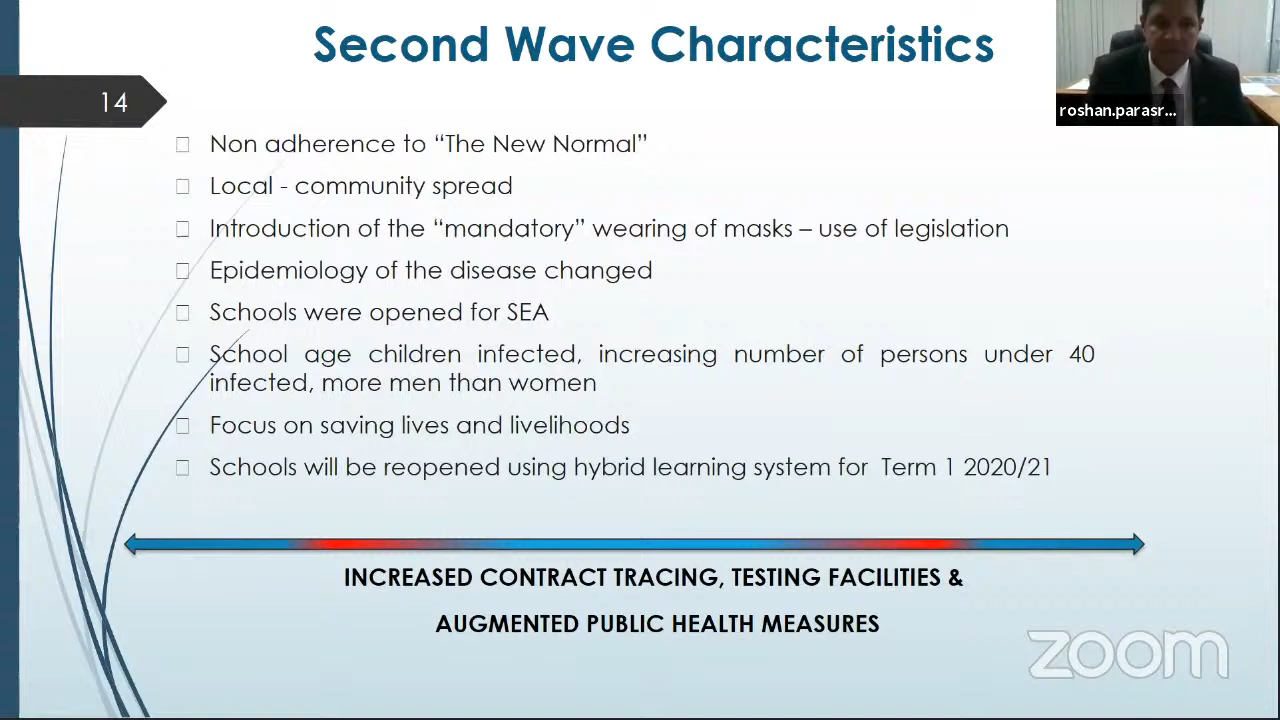 Second Wave Characteristics
14
roshan.parasr...
Non adherence to “The New Normal”
Local - community spread
Introduction of the “mandatory” wearing of masks – use of legislation
Epidemiology of the disease changed
Schools were opened for SEA
School age children infected, increasing number of persons under 40
infected, more men than women
Focus on saving lives and livelihoods
Schools will be reopened using hybrid learning system for Term 1 2020/21
INCREASED CONTRACT TRACING, TESTING FACILITIES &
AUGMENTED PUBLIC HEALTH MEASURES
zoom